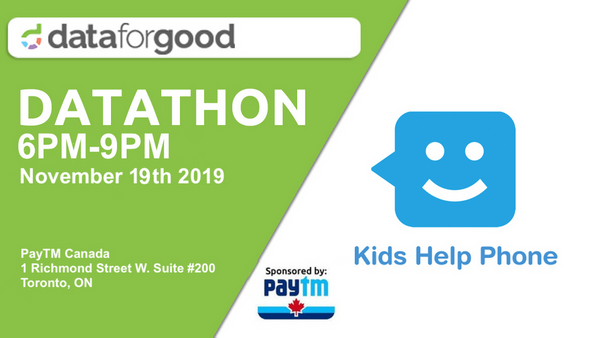 dataforgood
DATATHON
6PM-9PM
November 19th 2019
PayTM Canada
1 Richmond Street W. Suite #200
Toronto, ON
Kids Help Phone
Sponsored by:
paytm